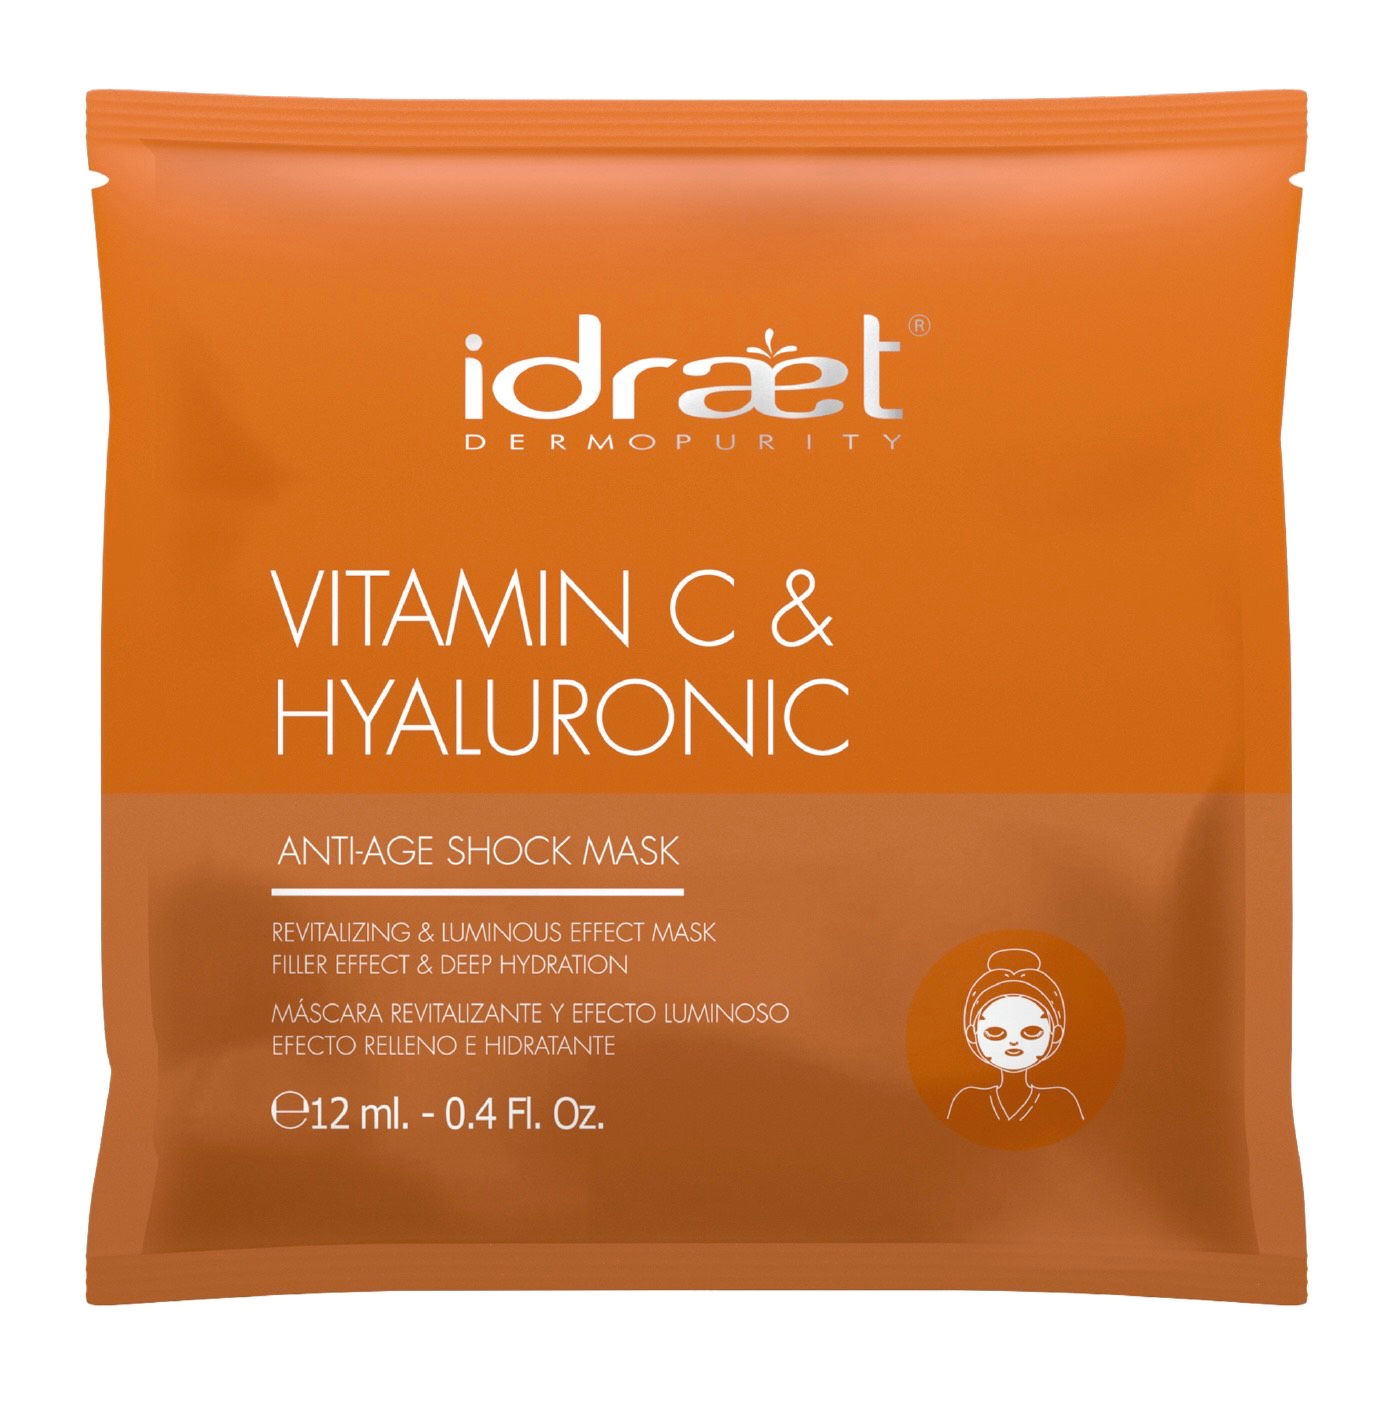 idraet®
DERMOPURITY
VITAMIN C &
HYALURONIC
ANTI-AGE SHOCK MASK
REVITALIZING & LUMINOUS EFFECT MASK
FILLER EFFECT & DEEP HYDRATION
MÁSCARA REVITALIZANTE Y EFECTO LUMINOSO
EFECTO RELLENO E HIDRATANTE
℮12 ml. - 0.4 Fl. Oz.